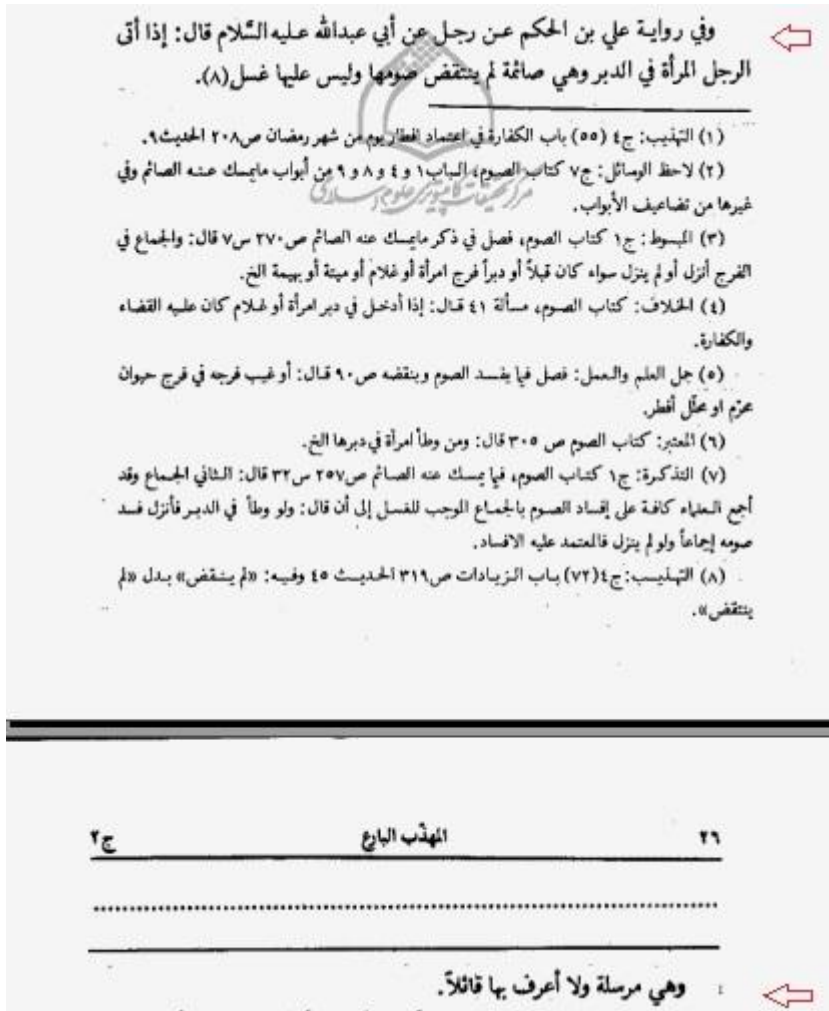 وفي رواية علي بن الحكم عن رجل عن أبي عبدالله عليه السّلام قال: إذا أتى
الرجل المرأة في الدبر وهي صائمة لم ينتقض صومها وليس عليها غسل(٨).
(١) التهذيب: ج٤ (٥٥) باب الكفارة في اعتماد افطار يوم من شهر رمضان ص٢٠٨ الحديث٩.
(٢) لاحظ الوسائل: ج٧ كتاب الصوم، الباب١ و٤ و٨ و٩ من أبواب مايمسك عنه الصائم وفي
غيرها من تضاعيف الأبواب.
(٣) المبسوط: ج١ كتاب الصوم، فصل في ذكر مايمسك عنه الصائم ص٢٧٠ س٧ قال: والجماع في
الفرج أنزل أو لم ينزل سواء كان قبلاً أو دبراً فرج امرأة أو غلام أو ميتة أو بهيمة الخ.
(٤) الخلاف: كتاب الصوم، مسألة ٤١ قال: إذا أدخل في دبر امرأة أو غلام كان عليه القضاء
والكفارة.
(٥) جمل العلم والعمل: فصل فيما يفسد الصوم وينقضه ص٩٠ قال: أو غيب فرجه في فرج حيوان
محرّم او محلّل أفطر.
(٦) المعتبر: كتاب الصوم ص ٣٠٥ قال: ومن وطأ امرأة في دبرها الخ.
(٧) التذكرة: ج١ كتاب الصوم، فيما يمسك عنه الصائم ص٢٥٧ س٣٢ قال: الثاني الجماع وقد
أجمع العلماء كافة على إفساد الصوم بالجماع الموجب للغسل إلى أن قال: ولو وطأ في الدبر فأنزل فسد
صومه إجماعاً ولو لم ينزل فالمعتمد عليه الافساد.
(٨) التهذيب: ج٤(٧٢) باب الزيادات ص٣١٩ الحديث ٤٥ وفيه: «لم ينقض» بدل «لم
ينتقض».
٢٦ المهذّب البارع ج٢
وهي مرسلة ولا أعرف بها قائلاً.